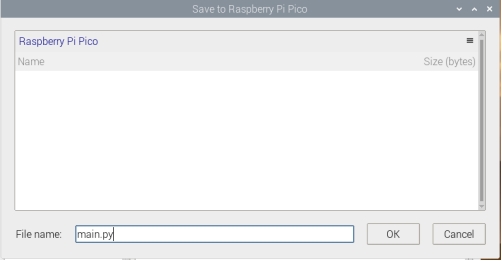 Save to Raspberry Pi Pico
Raspberry Pi Pico
Name Size (bytes)
File name: main.py OK Cancel